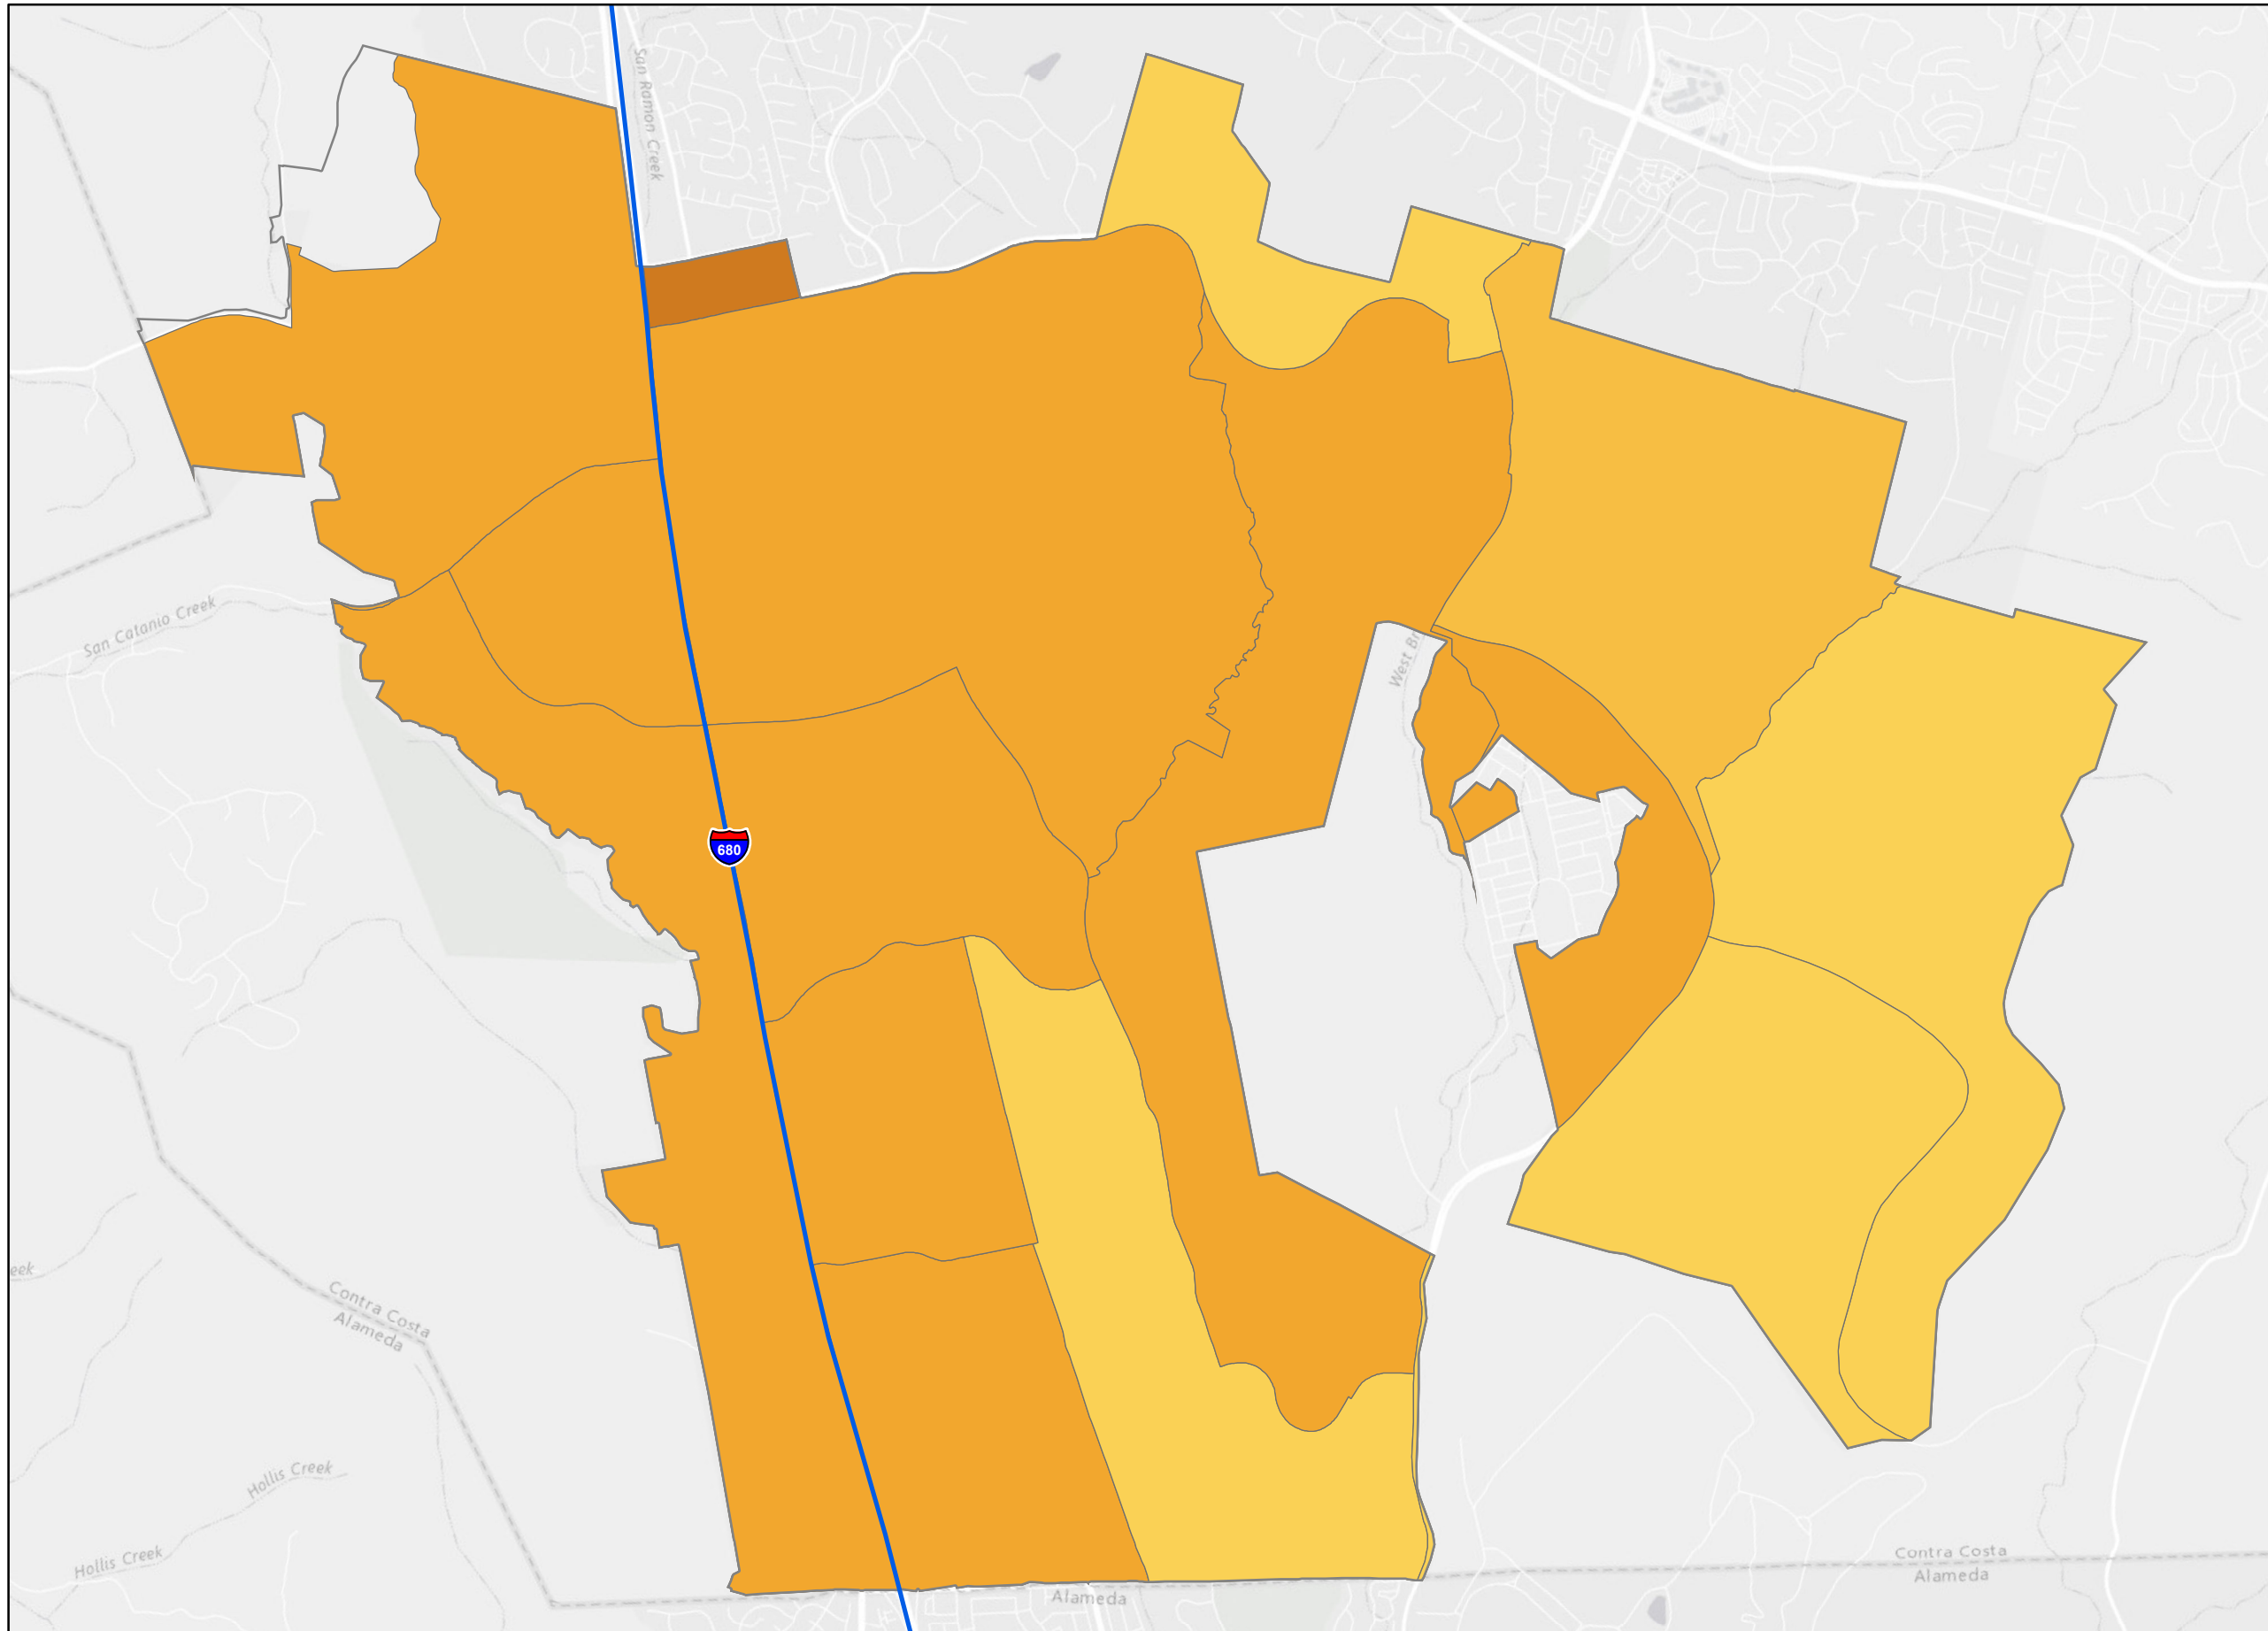 San Ramon Creek
San Catanio Creek
West Br
680
eek
Contra Costa
Alameda
Hollis Creek
Hollis Creek
Contra Costa
Alameda
Alameda